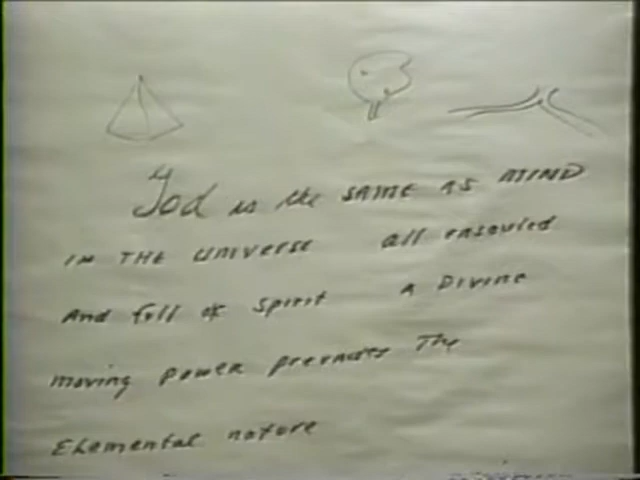 God is the SAME AS MIND
IN THE UNIVERSE all ensouled
And full of Spirit a Divine
moving power pervades The
Elemental nature